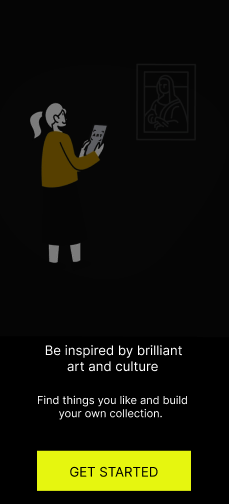 Be inspired by brilliant
art and culture
Find things you like and build
your own collection.
GET STARTED